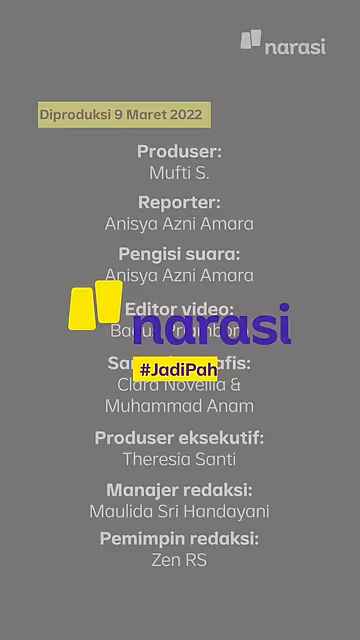 narasi
Diproduksi 9 Maret 2022
Produser:
Mufti S.
Reporter:
Anisya Azni Amara
Pengisi suara:
Anisya Azni Amara
Editor video:
narasi
#JadiPah
Clara Novellia &
Muhammad Anam
Produser eksekutif:
Theresia Santi
Manajer redaksi:
Maulida Sri Handayani
Pemimpin redaksi:
Zen RS